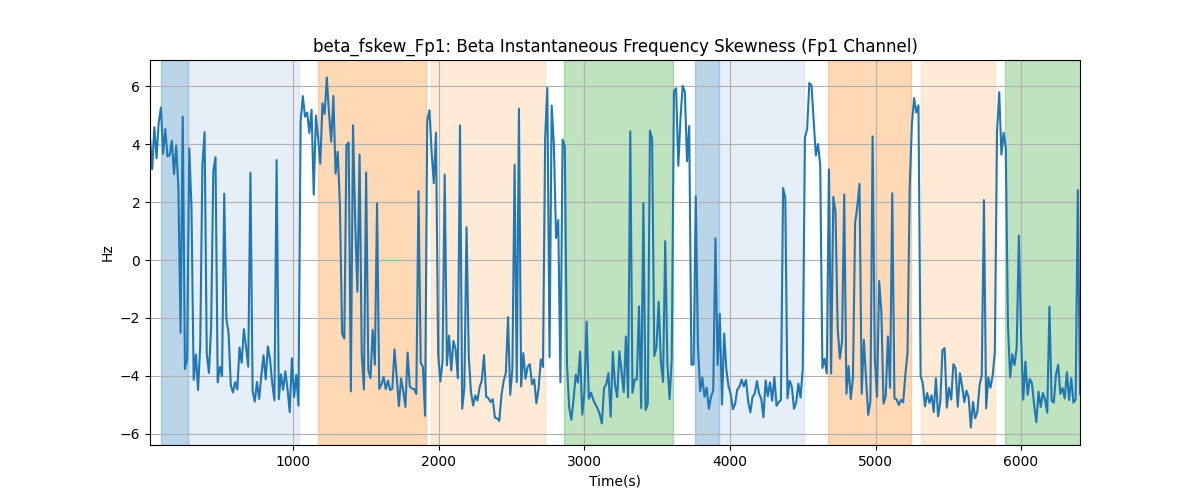 beta_fskew_Fp1: Beta Instantaneous Frequency Skewness (Fp1 Channel)
6
4
2
0
−2
−4
−6
Hz
1000 2000 3000 4000 5000 6000
Time(s)